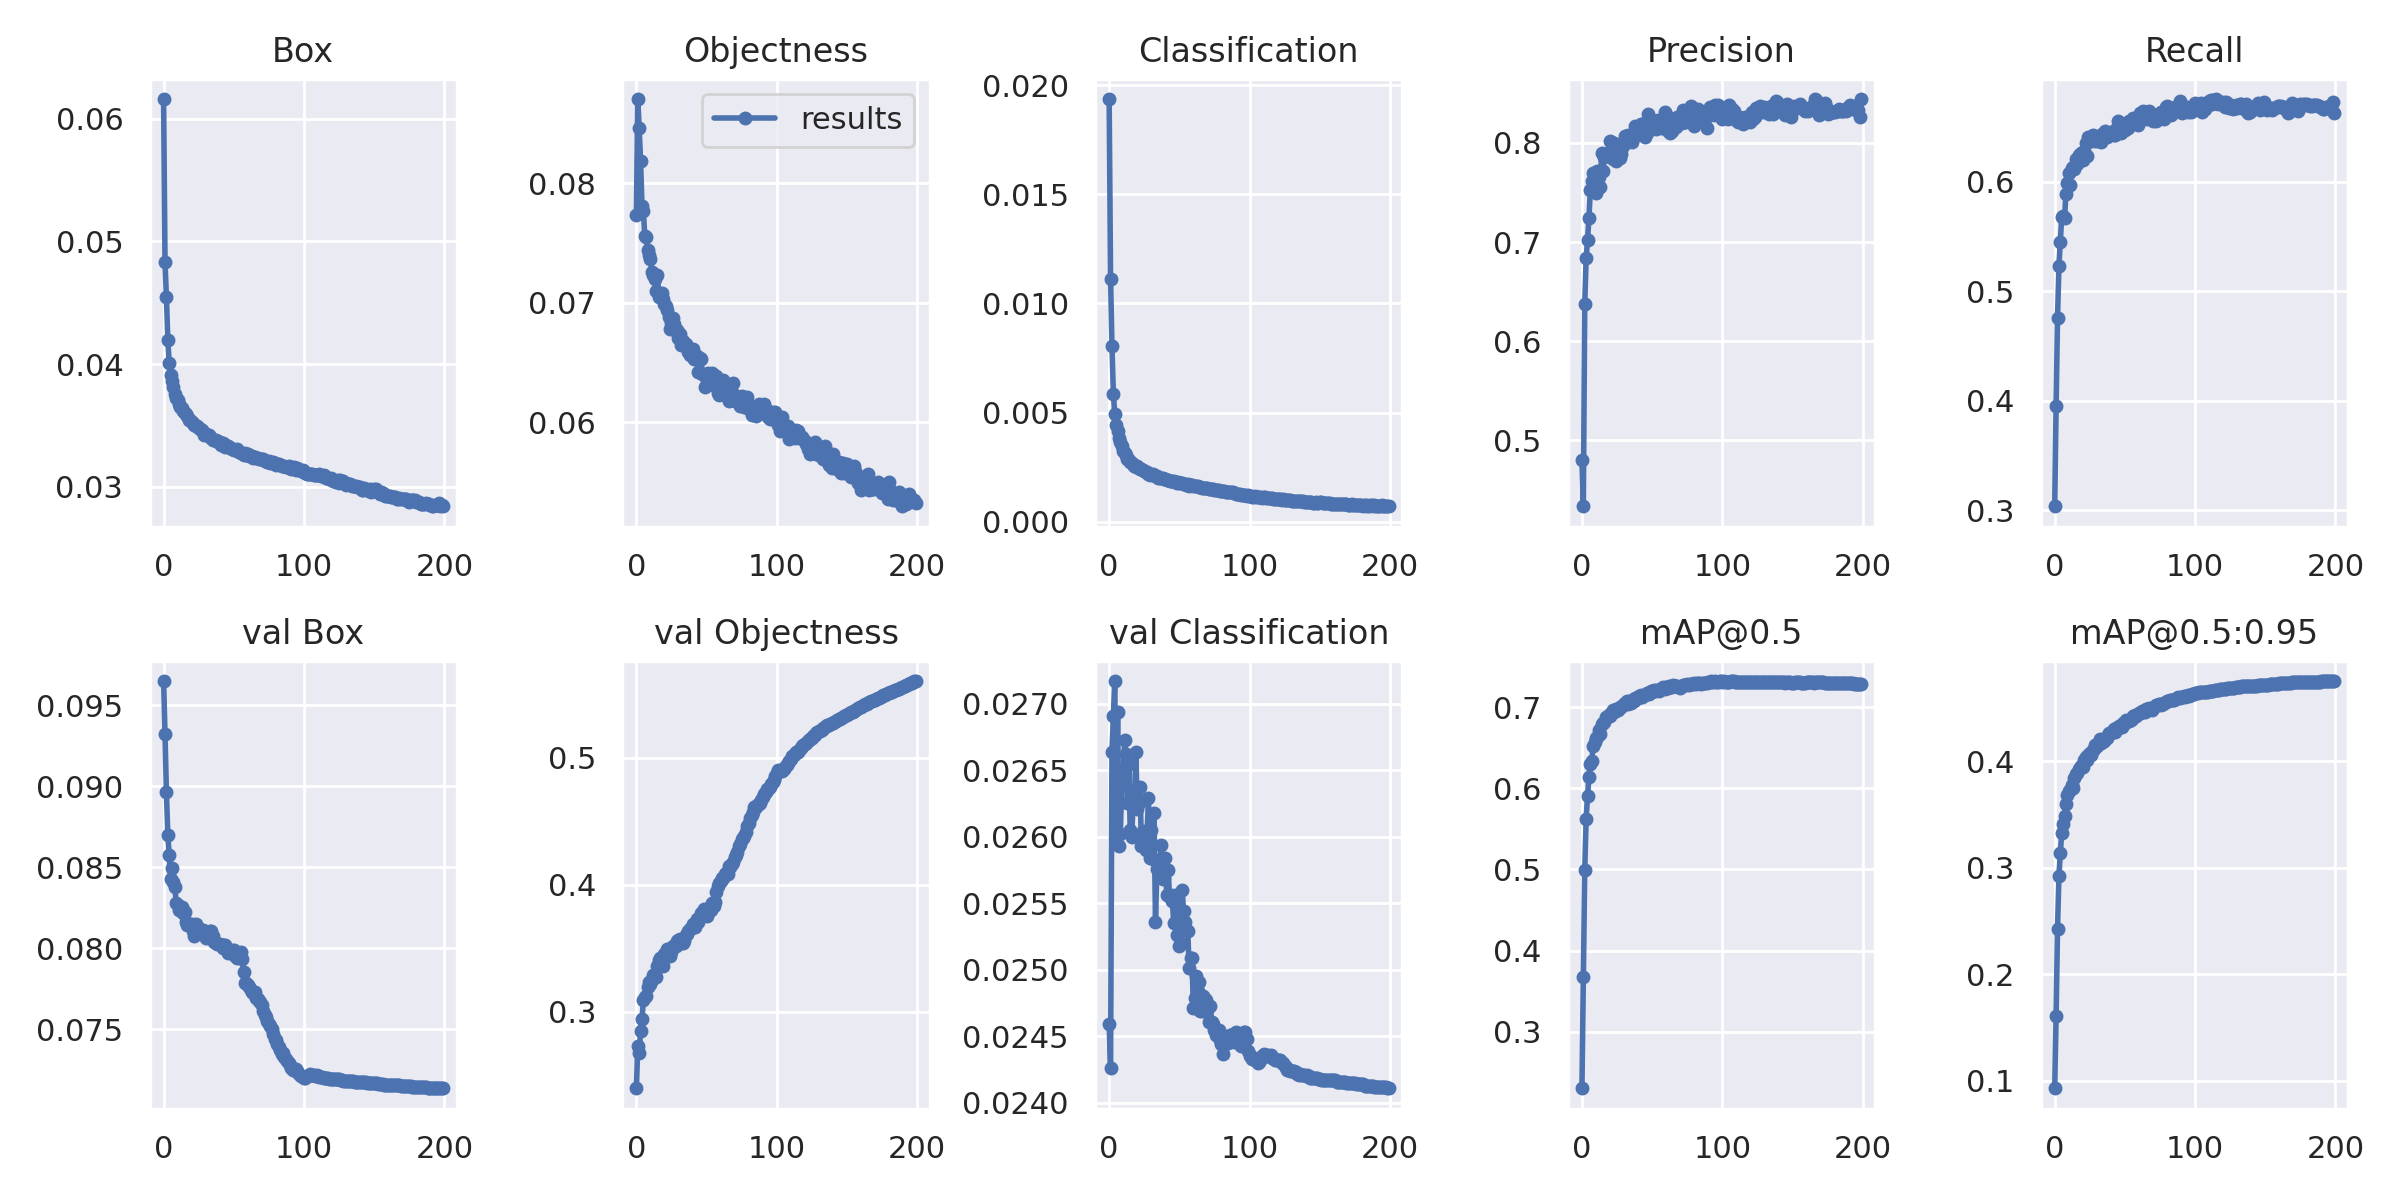 Box
Objectness
Classification
Precision
Recall
results
0.06
0.05
0.04
0.03
0 100 200
0.08
0.07
0.06
0 100 200
0.020
0.015
0.010
0.005
0.000
0 100 200
0.8
0.7
0.6
0.5
0 100 200
0.6
0.5
0.4
0.3
0 100 200
val Box
val Objectness
val Classification
mAP@0.5
mAP@0.5:0.95
0.095
0.090
0.085
0.080
0.075
0 100 200
0.5
0.4
0.3
0 100 200
0.0270
0.0265
0.0260
0.0255
0.0250
0.0245
0.0240
0 100 200
0.7
0.6
0.5
0.4
0.3
0 100 200
0.4
0.3
0.2
0.1
0 100 200